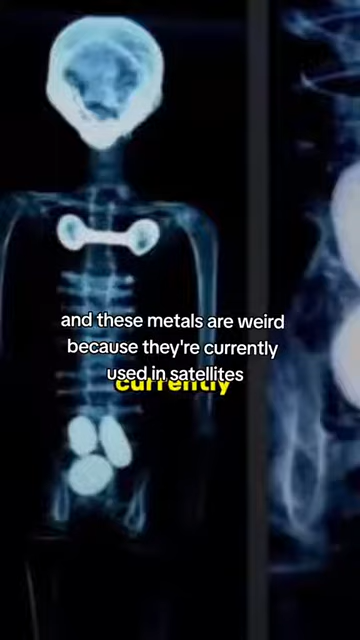 and these metals are weird
because they're currently
used in satellites
currently